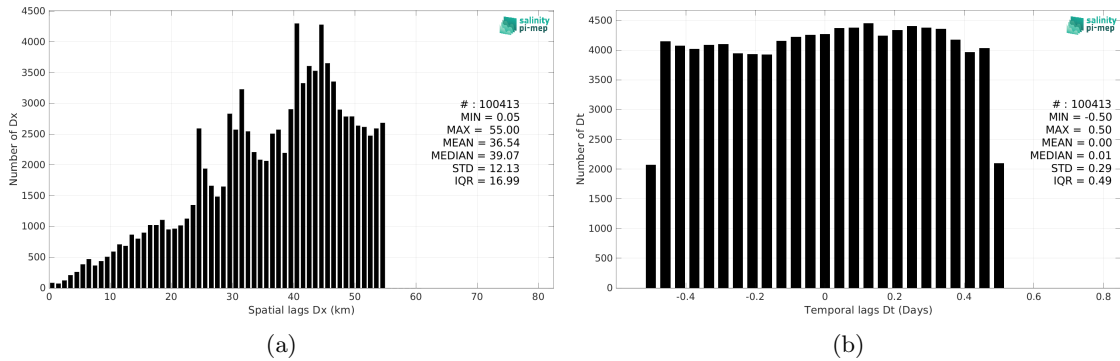 4500
4000
3500
3000
2500
2000
1500
1000
500
0
Number of Dx
0 10 20 30 40 50 60 70 80
Spatial lags Dx (km)
salinity
pi-mep
# : 100413
MIN = 0.05
MAX = 55.00
MEAN = 36.54
MEDIAN = 39.07
STD = 12.13
IQR = 16.99
(a)
4500
4000
3500
3000
2500
2000
1500
1000
500
0
Number of Dt
-0.4 -0.2 0 0.2 0.4 0.6 0.8
Temporal lags Dt (Days)
salinity
pi-mep
# : 100413
MIN = -0.50
MAX = 0.50
MEAN = 0.00
MEDIAN = 0.01
STD = 0.29
IQR = 0.49
(b)